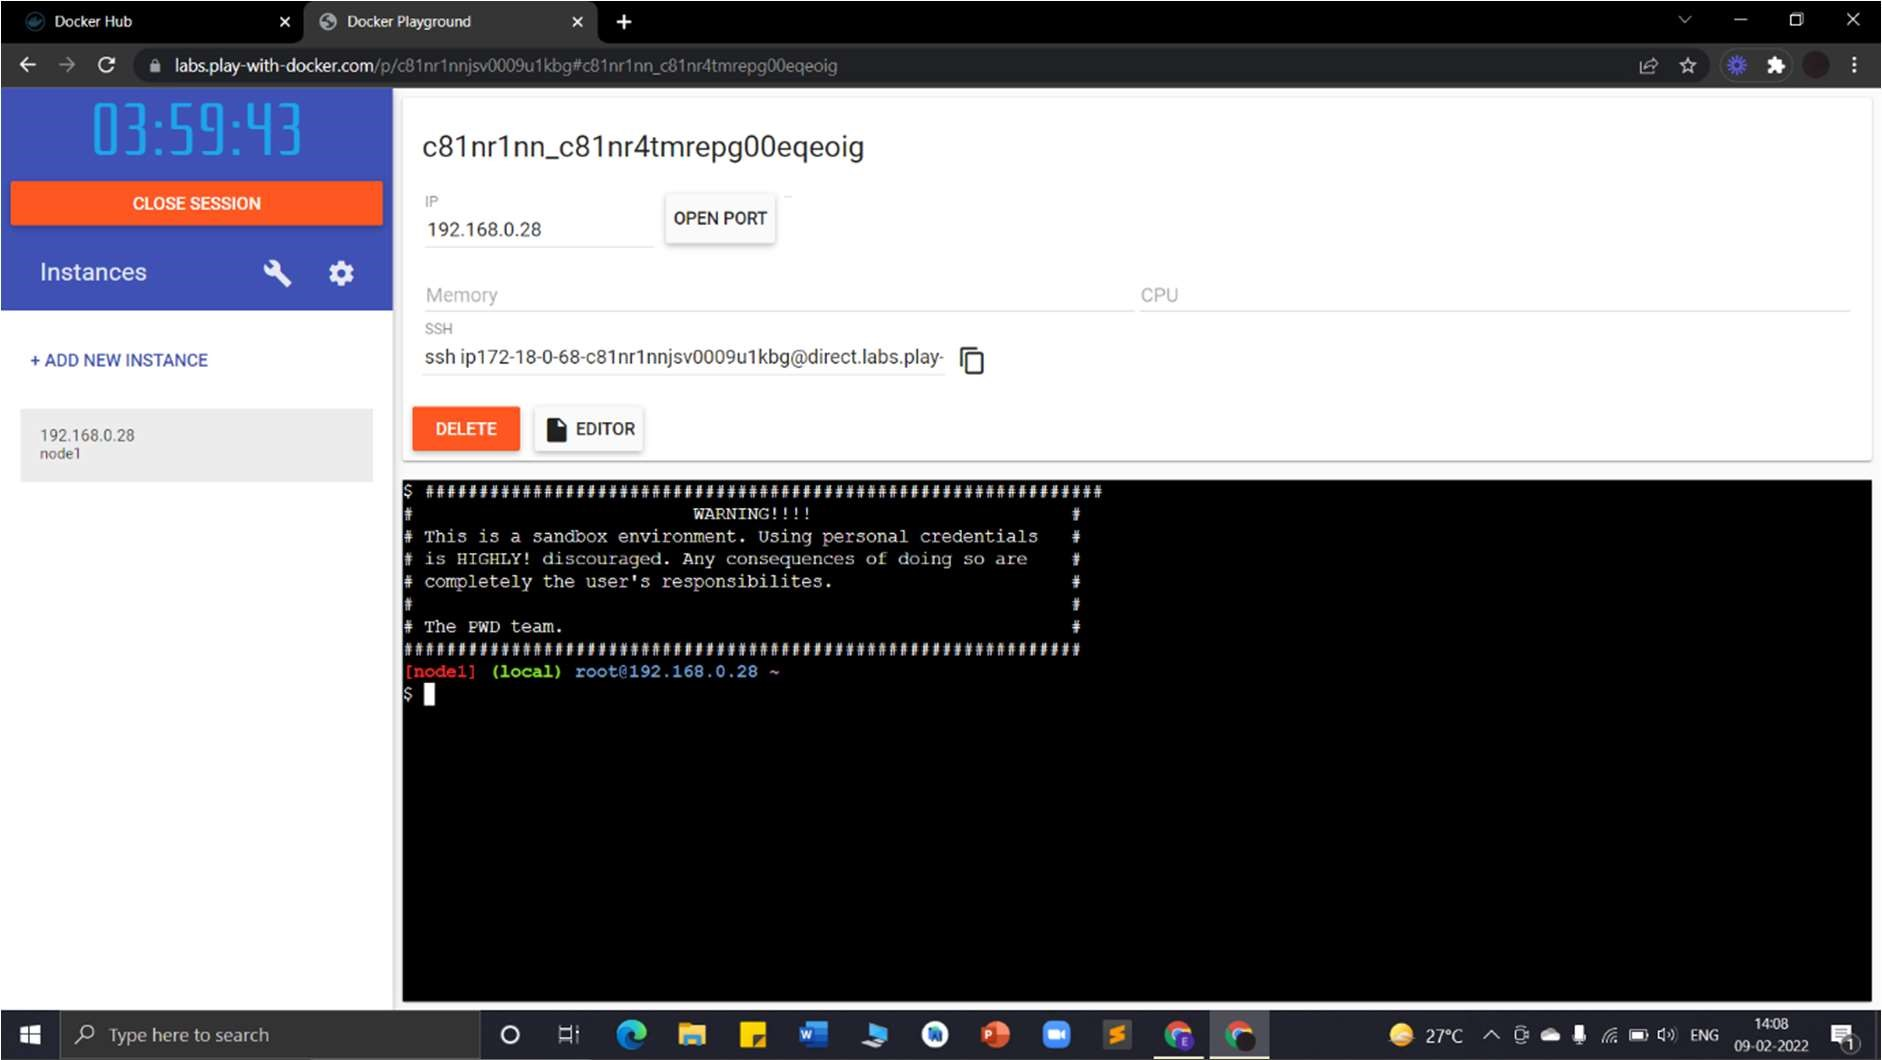 Docker Hub
Docker Playground
labs.play-with-docker.com/p/c81nr1nnjsv0009u1kbg#c81nr1nn_c81nr4tmrepg00eqeoig
03:59:43
CLOSE SESSION
Instances
+ ADD NEW INSTANCE
192.168.0.28
node1
c81nr1nn_c81nr4tmrepg00eqeoig
IP
192.168.0.28
OPEN PORT
Memory
CPU
SSH
ssh ip172-18-0-68-c81nr1nnjsv0009u1kbg@direct.labs.play-
DELETE
EDITOR
$ ###############################################################
# WARNING!!!! #
# This is a sandbox environment. Using personal credentials #
# is HIGHLY! discouraged. Any consequences of doing so are #
# completely the user's responsibilites. #
# #
# The PWD team. #
###############################################################
[node1] (local) root@192.168.0.28 ~
$
Type here to search
27°C
ENG
14:08
09-02-2022
1